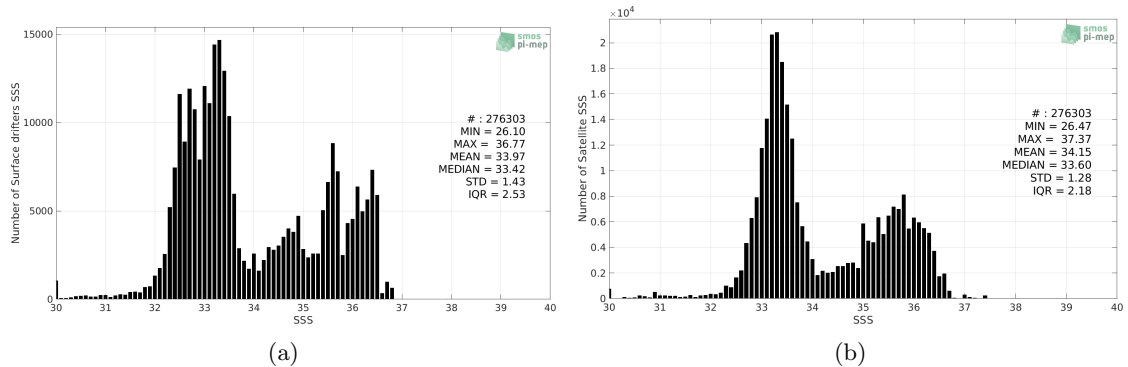 15000
10000
5000
0
30 31 32 33 34 35 36 37 38 39 40
Number of Surface drifters SSS
SSS
smos
pi-mep
# : 276303
MIN = 26.10
MAX = 36.77
MEAN = 33.97
MEDIAN = 33.42
STD = 1.43
IQR = 2.53
(a)
×10⁴
2
1.8
1.6
1.4
1.2
1
0.8
0.6
0.4
0.2
0
30 31 32 33 34 35 36 37 38 39 40
Number of Satellite SSS
SSS
smos
pi-mep
# : 276303
MIN = 26.47
MAX = 37.37
MEAN = 34.15
MEDIAN = 33.60
STD = 1.28
IQR = 2.18
(b)